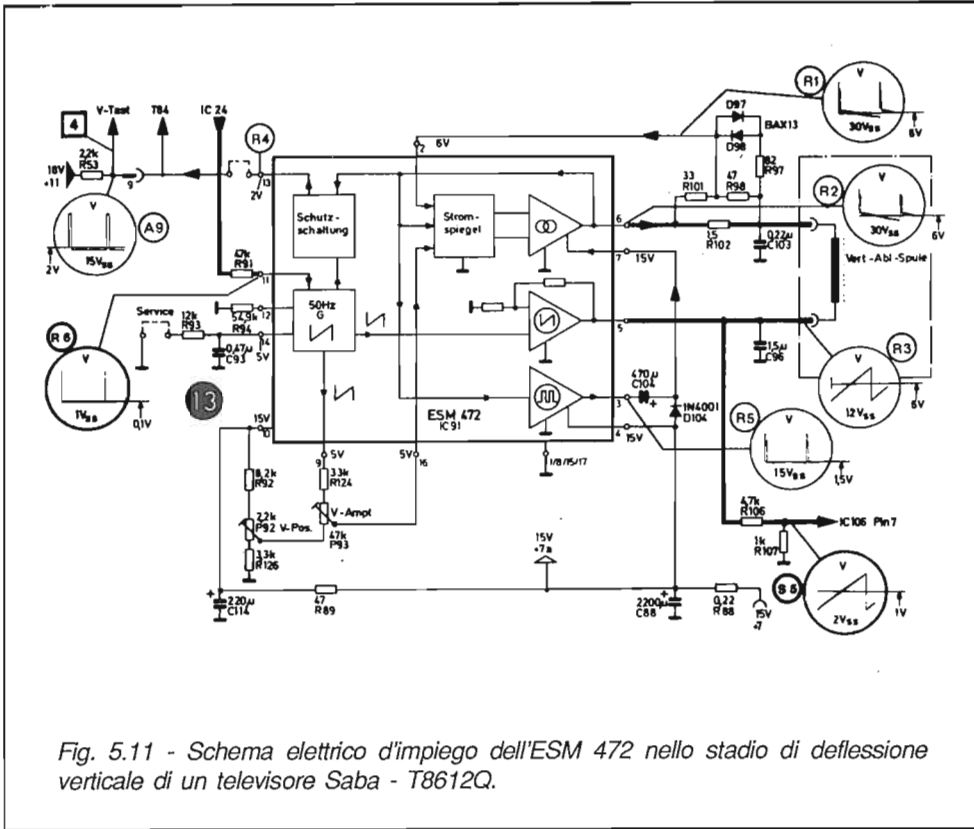 4
V-Test
T84
IC 24
R4
18V
+11
2,2k
R53
9
13
2V
A9
V
2V
15Vss
47k
R91
11
54,9k
R94
12
Service
12k
R93
14
5V
0,47µ
C93
R6
V
1Vss
0,1V
13
Schutz-
schaltung
50Hz
G
Strom-
spiegel
ESM 472
IC 91
2
6V
R1
V
30Vss
6V
D97
BAX13
D98
82
R97
33
R101
47
R98
6
1,5
R102
7
15V
0,22µ
C103
R2
V
30Vss
6V
Vert-Abl-Spule
5
1,5µ
C96
R3
V
12Vss
6V
470µ
C104
3
1N4001
D104
4
15V
R5
V
15Vss
1,5V
15V
10
5V
9
5V
16
1/8/15/17
8,2k
R92
3,3k
R124
2,2k
P92
V-Pos.
V-Ampl
47k
P93
3,3k
R126
4,7k
R106
IC106 Pin7
1k
R107
S5
V
2Vss
1V
220µ
C114
47
R89
15V
+7a
2200µ
C88
0,22
R88
15V
+7
Fig. 5.11 - Schema elettrico d'impiego dell'ESM 472 nello stadio di deflessione
verticale di un televisore Saba - T8612Q.